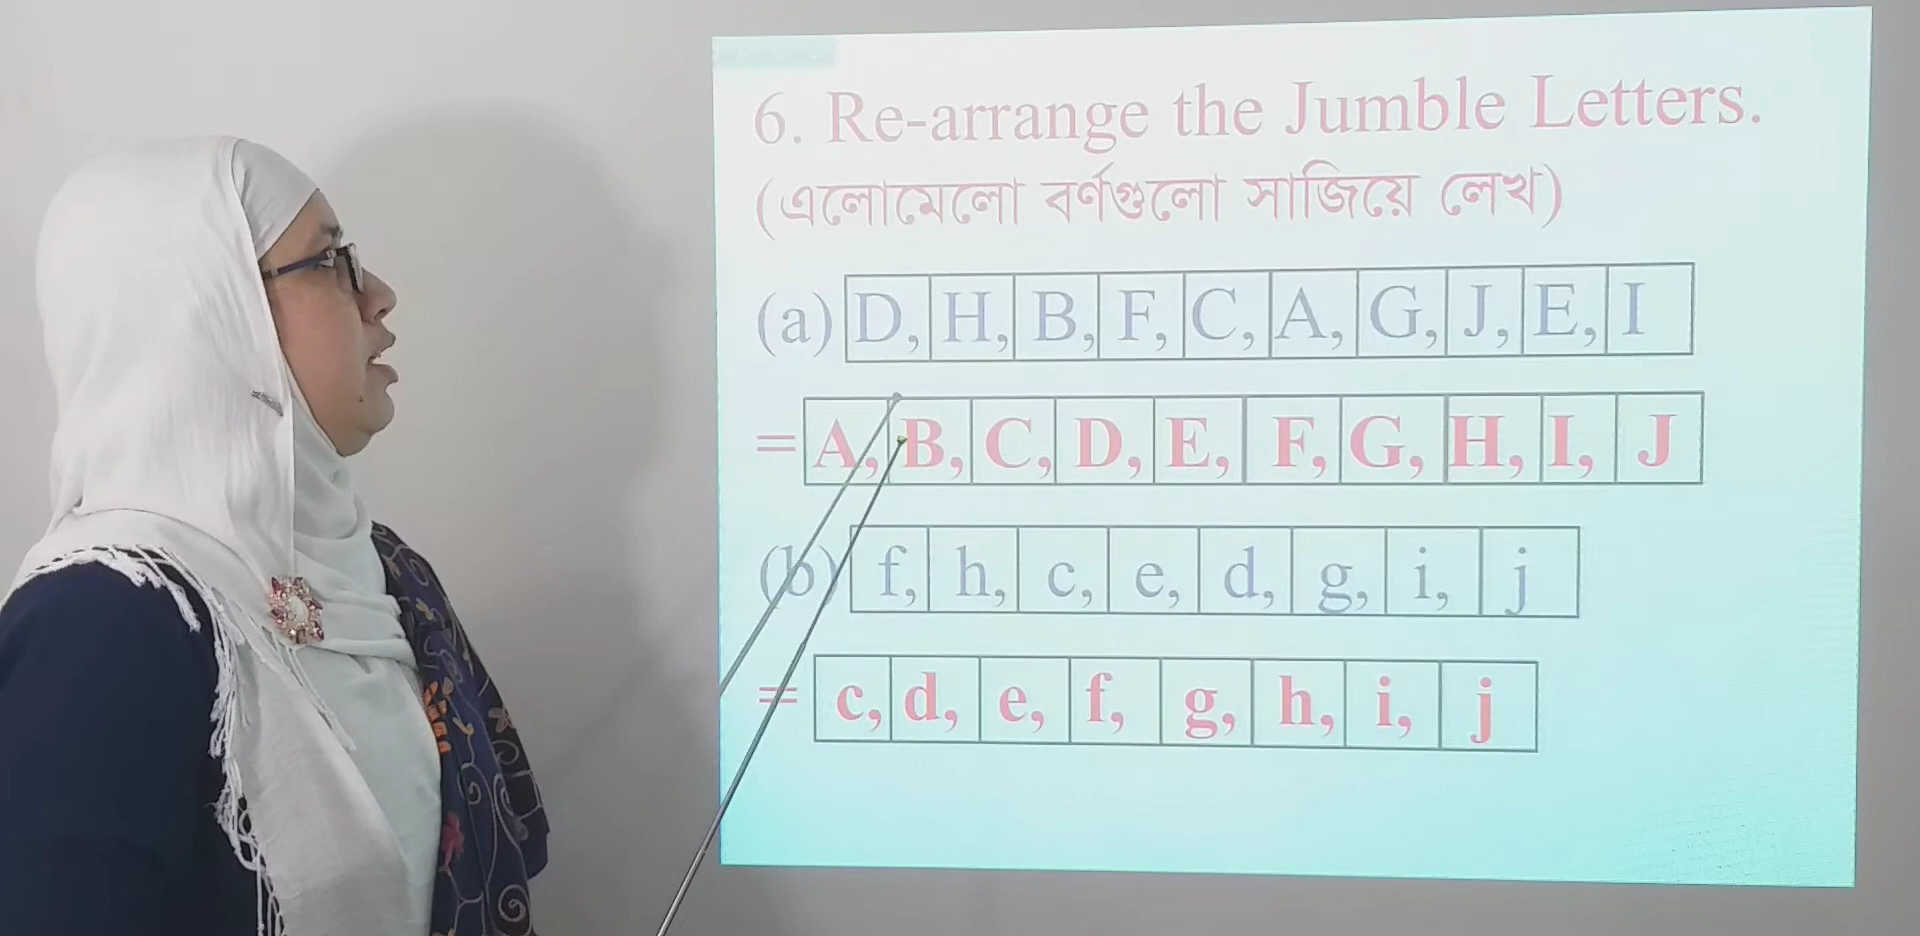 6. Re-arrange the Jumble Letters.
(এলোমেলো বর্ণগুলো সাজিয়ে লেখ)
(a) D, H, B, F, C, A, G, J, E, I
= A, B, C, D, E, F, G, H, I, J
(b) f, h, c, e, d, g, i, j
= c, d, e, f, g, h, i, j